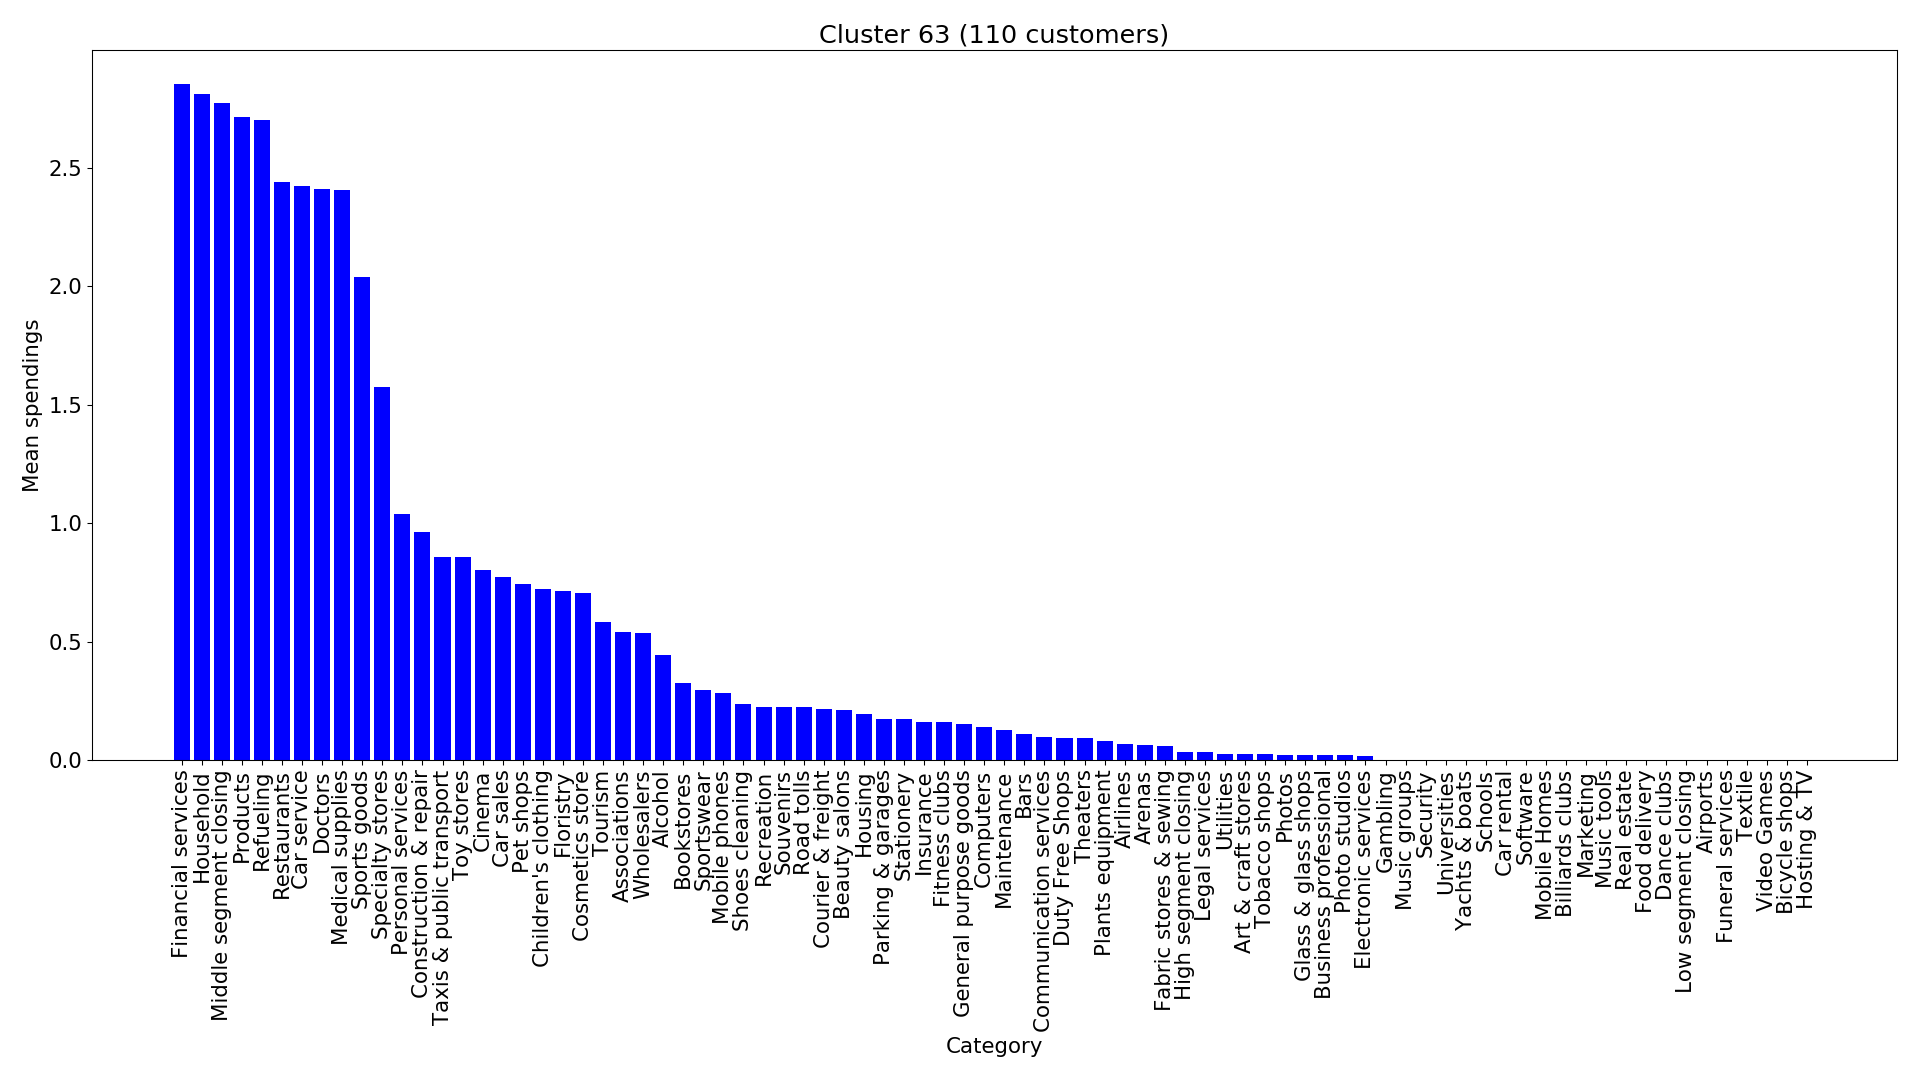 Cluster 63 (110 customers)
Mean spendings
2.5
2.0
1.5
1.0
0.5
0.0
Financial services
Household
Middle segment closing
Products
Refueling
Restaurants
Car service
Doctors
Medical supplies
Sports goods
Specialty stores
Personal services
Construction & repair
Taxis & public transport
Toy stores
Cinema
Car sales
Pet shops
Children's clothing
Floristry
Cosmetics store
Tourism
Associations
Wholesalers
Alcohol
Bookstores
Sportswear
Mobile phones
Shoes cleaning
Recreation
Souvenirs
Road tolls
Courier & freight
Beauty salons
Housing
Parking & garages
Stationery
Insurance
Fitness clubs
General purpose goods
Computers
Maintenance
Bars
Communication services
Duty Free Shops
Theaters
Plants equipment
Airlines
Arenas
Fabric stores & sewing
High segment closing
Legal services
Utilities
Art & craft stores
Tobacco shops
Photos
Glass & glass shops
Business professional
Photo studios
Electronic services
Gambling
Music groups
Security
Universities
Yachts & boats
Schools
Car rental
Software
Mobile Homes
Billiards clubs
Marketing
Music tools
Real estate
Food delivery
Dance clubs
Low segment closing
Airports
Funeral services
Textile
Video Games
Bicycle shops
Hosting & TV
Category